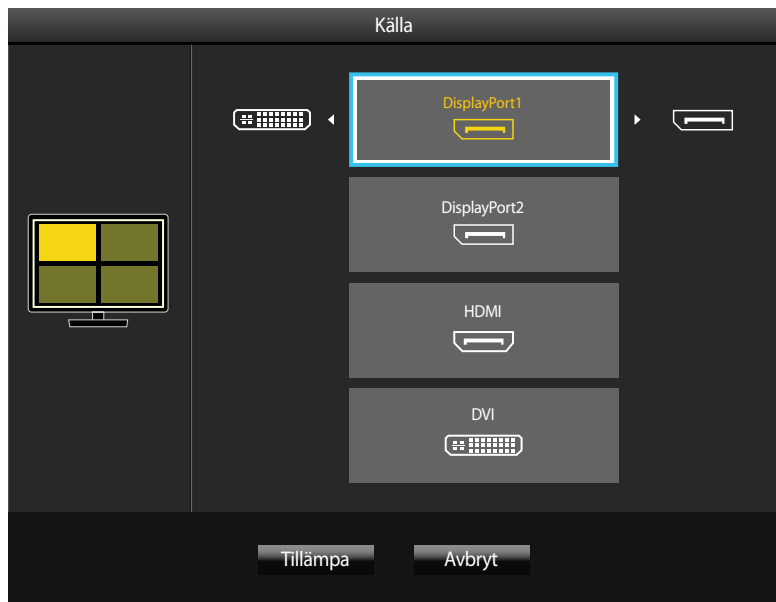 Källa
DisplayPort1
DisplayPort2
HDMI
DVI
Tillämpa
Avbryt